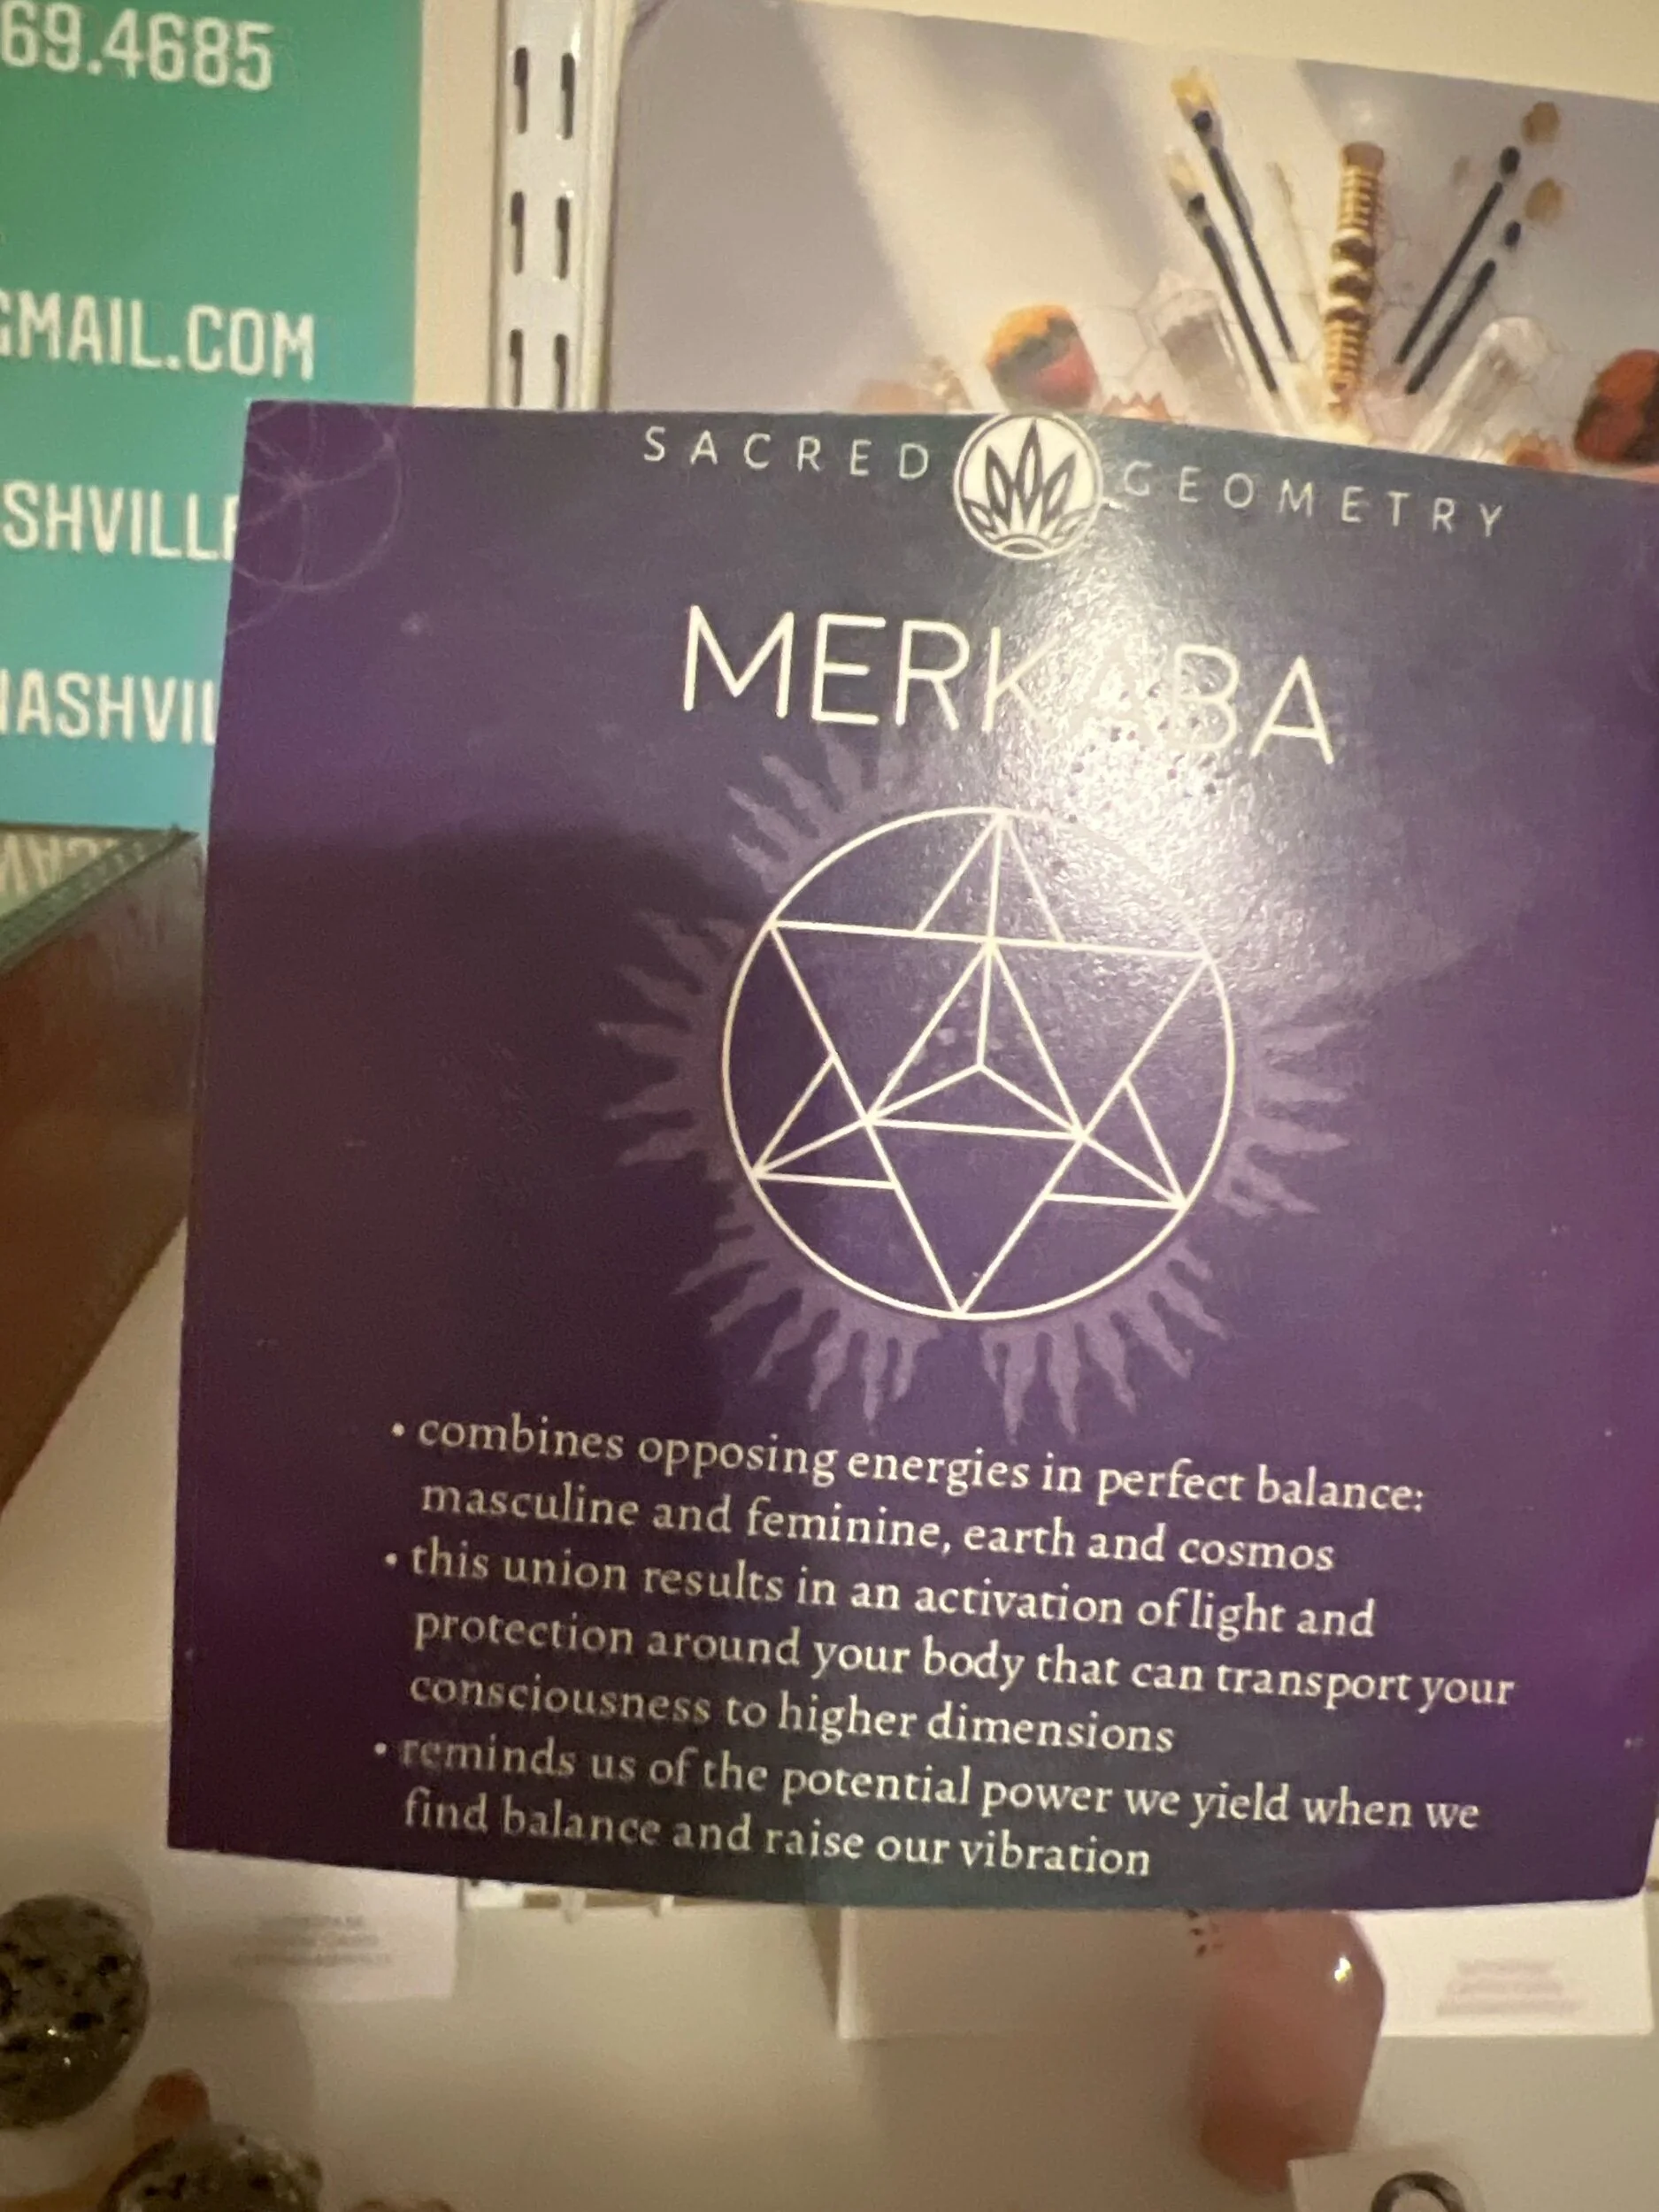 69.4685
GMAIL.COM
SHVILLE
NASHVIL
SACRED GEOMETRY
MERKABA
• combines opposing energies in perfect balance:
masculine and feminine, earth and cosmos
• this union results in an activation of light and
protection around your body that can transport your
consciousness to higher dimensions
• reminds us of the potential power we yield when we
find balance and raise our vibration